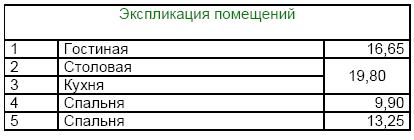 Экспликация помещений
1 Гостиная 16,65
2 Столовая 19,80
3 Кухня
4 Спальня 9,90
5 Спальня 13,25